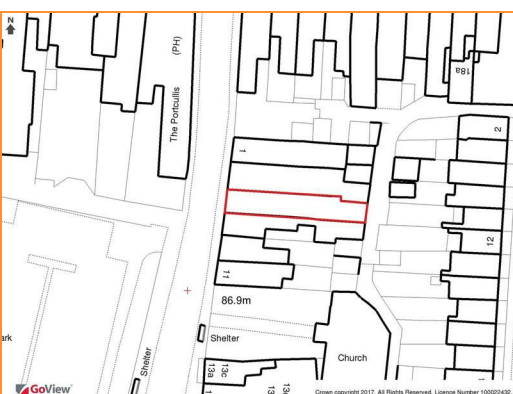 N
The Portcullis
(PH)
18a
1
2
12
11
86.9m
Shelter
Shelter
Church
ark
13a
13c
1
Crown copyright 2017. All Rights Reserved. Licence Number 100022432
GoView